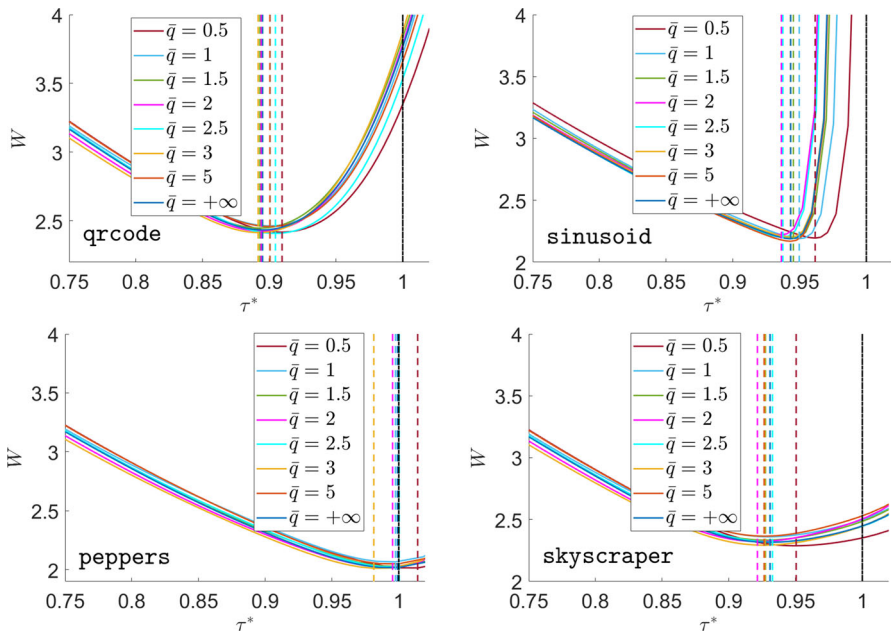 4
3.5
3
2.5
2
W
q̄ = 0.5
q̄ = 1
q̄ = 1.5
q̄ = 2
q̄ = 2.5
q̄ = 3
q̄ = 5
q̄ = +∞
qrcode
0.75 0.8 0.85 0.9 0.95 1
τ*
4
3.5
3
2.5
2
W
q̄ = 0.5
q̄ = 1
q̄ = 1.5
q̄ = 2
q̄ = 2.5
q̄ = 3
q̄ = 5
q̄ = +∞
sinusoid
0.75 0.8 0.85 0.9 0.95 1
τ*
4
3.5
3
2.5
2
W
q̄ = 0.5
q̄ = 1
q̄ = 1.5
q̄ = 2
q̄ = 2.5
q̄ = 3
q̄ = 5
q̄ = +∞
peppers
0.75 0.8 0.85 0.9 0.95 1
τ*
4
3.5
3
2.5
2
W
q̄ = 0.5
q̄ = 1
q̄ = 1.5
q̄ = 2
q̄ = 2.5
q̄ = 3
q̄ = 5
q̄ = +∞
skyscraper
0.75 0.8 0.85 0.9 0.95 1
τ*